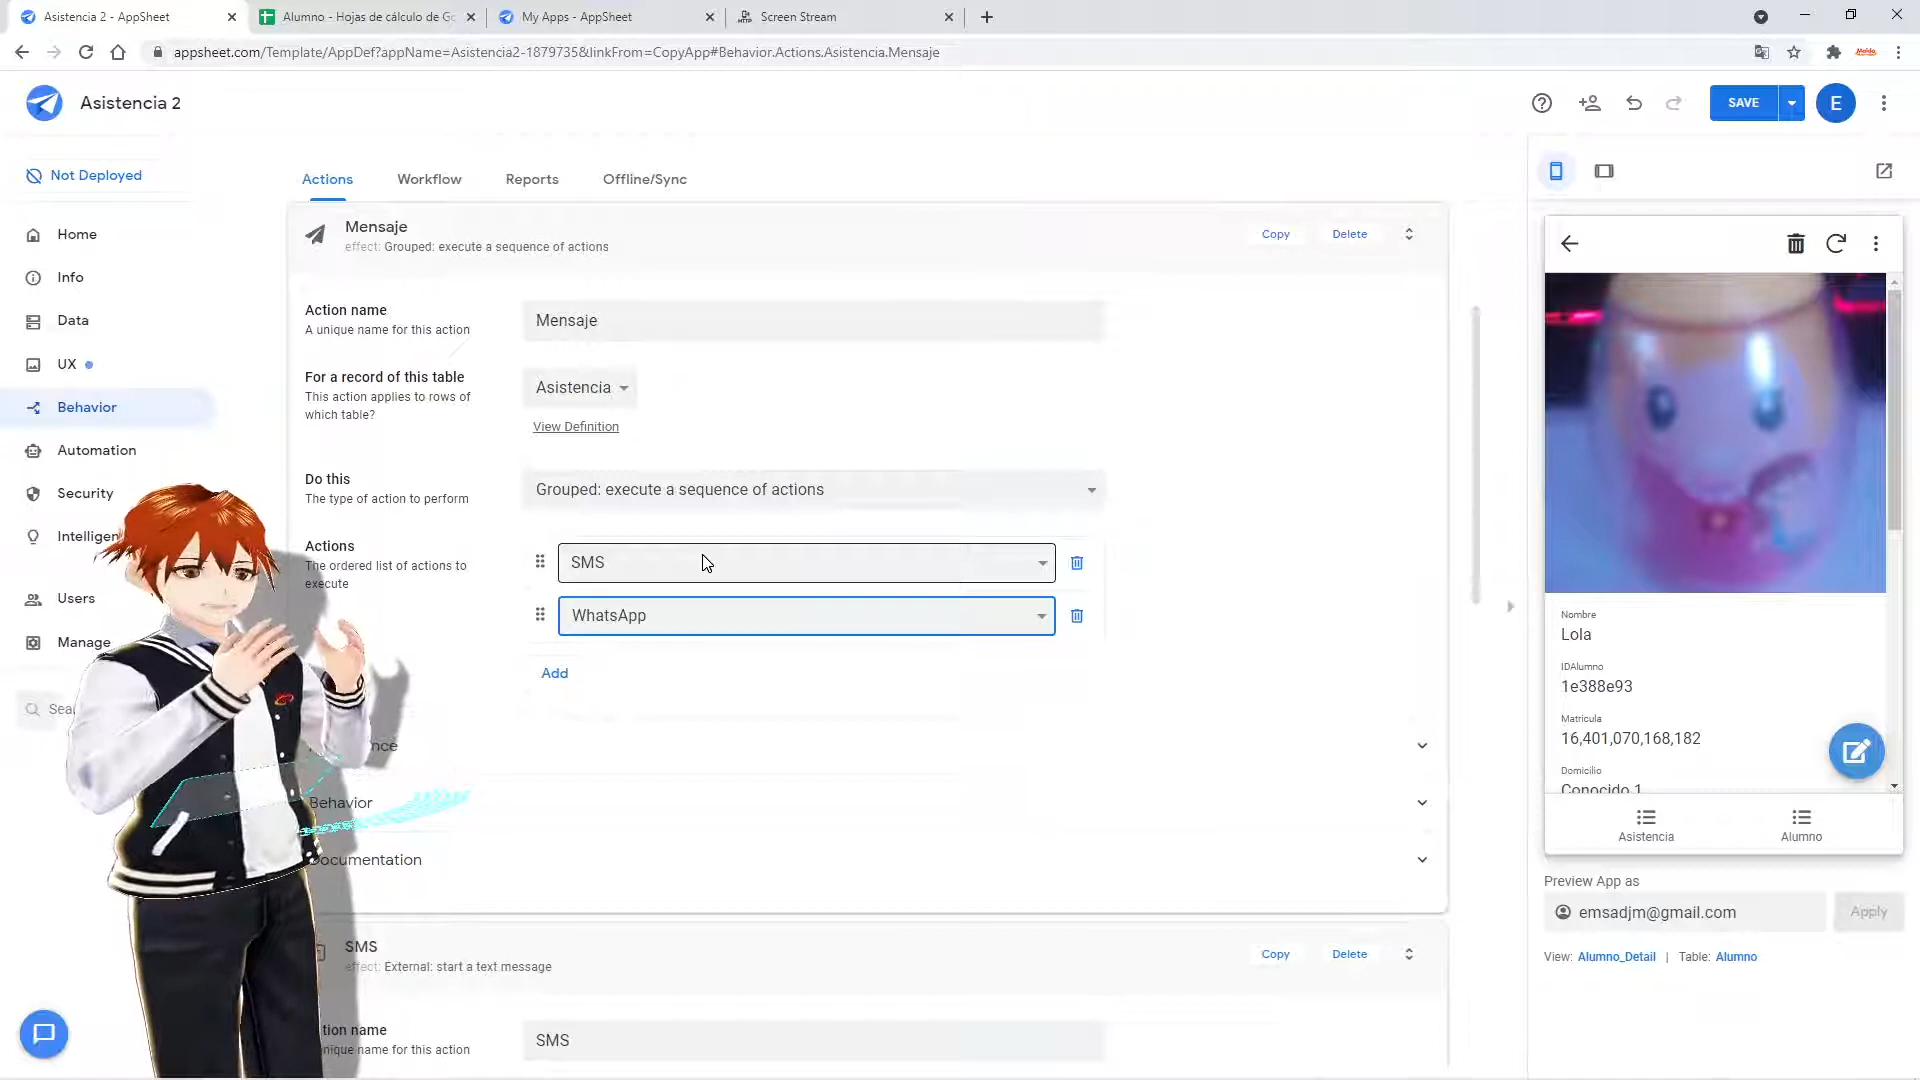 Asistencia 2 - AppSheet
Alumno - Hojas de cálculo de Go
My Apps - AppSheet
Screen Stream
appsheet.com/Template/AppDef?appName=Asistencia2-1879735&linkFrom=CopyApp#Behavior.Actions.Asistencia.Mensaje
Asistencia 2
SAVE
E
Not Deployed
Home
Info
Data
UX
Behavior
Automation
Security
Intelligen
Users
Manage
Sea
Actions
Workflow
Reports
Offline/Sync
Mensaje
effect: Grouped: execute a sequence of actions
Copy
Delete
Action name
A unique name for this action
Mensaje
For a record of this table
This action applies to rows of
which table?
Asistencia
View Definition
Do this
The type of action to perform
Grouped: execute a sequence of actions
Actions
The ordered list of actions to
execute
SMS
WhatsApp
Add
nce
Behavior
Documentation
SMS
effect: External: start a text message
Copy
Delete
tion name
nique name for this action
SMS
Nombre
Lola
IDAlumno
1e388e93
Matricula
16,401,070,168,182
Domicilio
Conocido 1
Asistencia
Alumno
Preview App as
emsadjm@gmail.com
Apply
View: Alumno_Detail | Table: Alumno